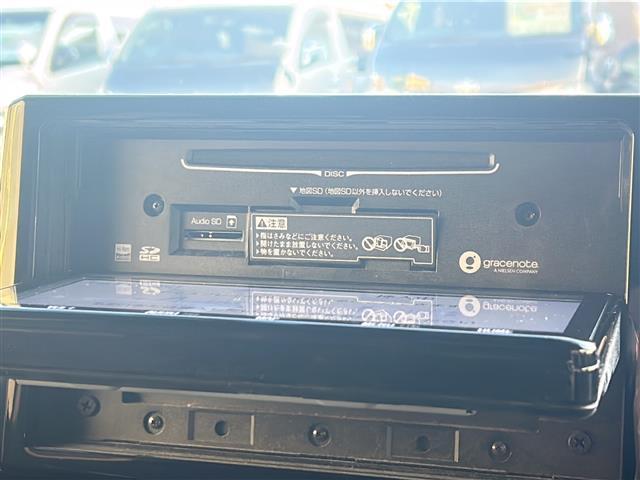 DISC
▼地図SD(地図SD以外を挿入しないでください)
Audio SD
⚠注意
•指はさみなどにご注意ください。
•開けたまま放置しないでください。
•物を置かないでください。
SD
HC
gracenote.
A NIELSEN COMPANY